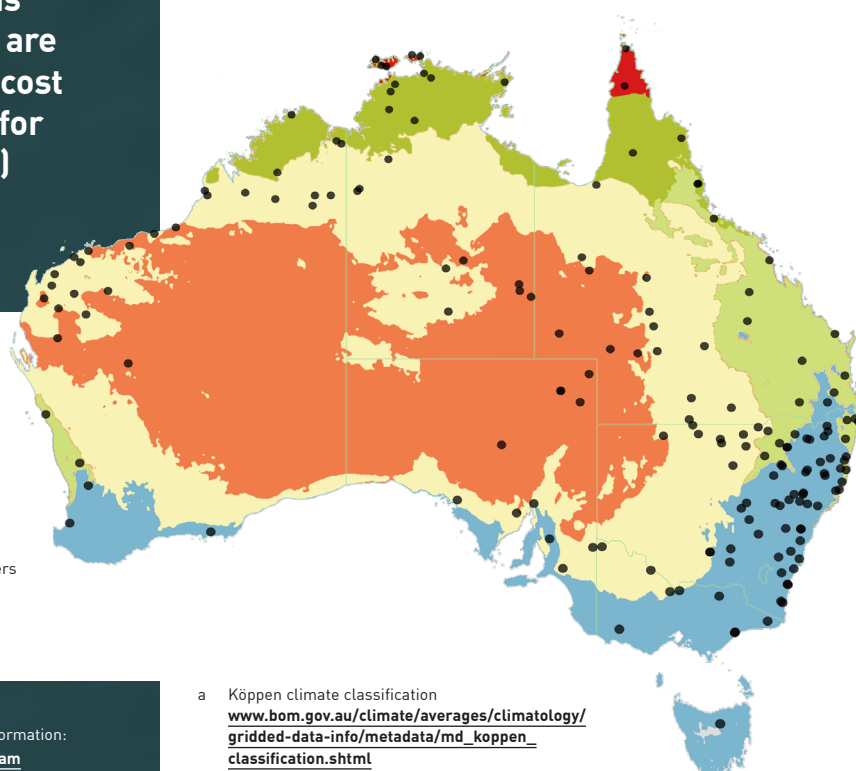 are
cost
for
)
ers
ormation:
am
a Köppen climate classification
www.bom.gov.au/climate/averages/climatology/
gridded-data-info/metadata/md_koppen_
classification.shtml